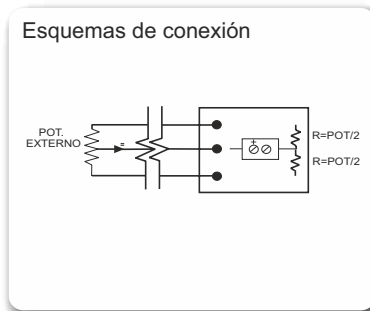 Esquemas de conexión
POT.
EXTERNO
=
+
R=POT/2
R=POT/2